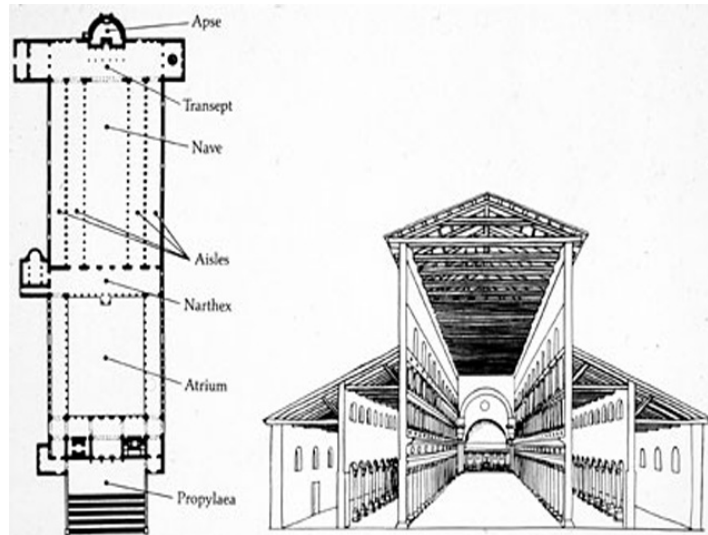 Apse
Transept
Nave
Aisles
Narthex
Atrium
Propylaea